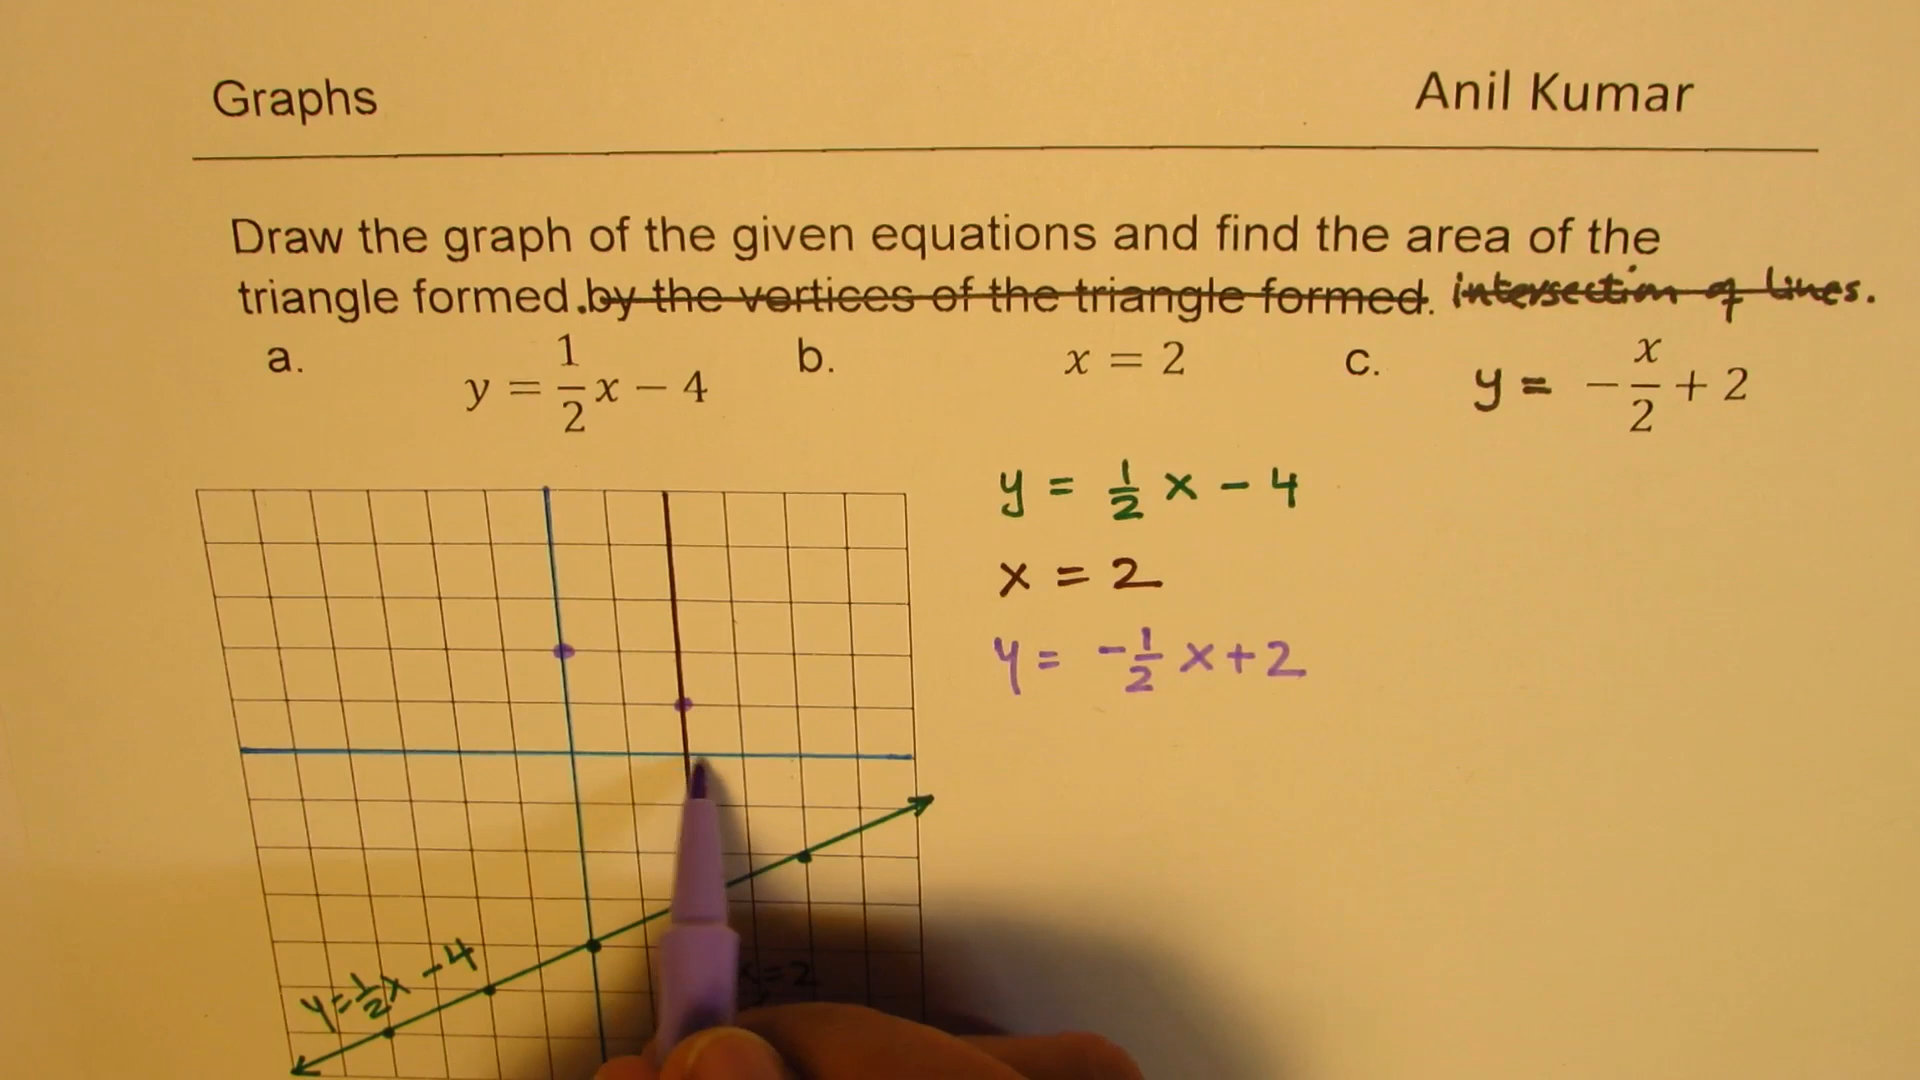 Graphs
Anil Kumar
Draw the graph of the given equations and find the area of the
triangle formed. by the vertices of the triangle formed. intersection of lines.
a. y = 1/2 x − 4 b. x = 2 c. y = − x/2 + 2
y = 1/2 x - 4
x = 2
y = -1/2 x + 2
y = 1/2 x - 4
=2